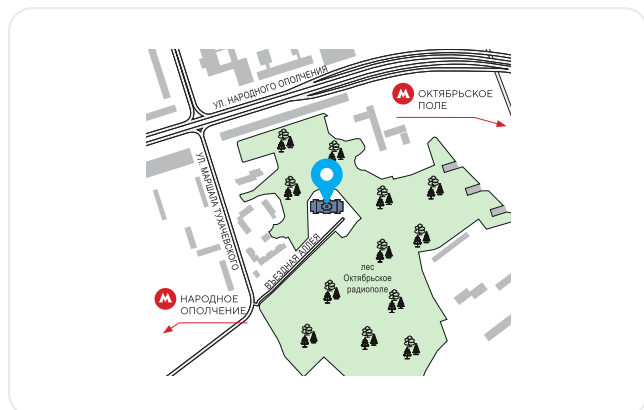 УЛ. НАРОДНОГО ОПОЛЧЕНИЯ
М ОКТЯБРЬСКОЕ
ПОЛЕ
УЛ. МАРШАЛА ТУХАЧЕВСКОГО
ВЪЕЗДНАЯ АЛЛЕЯ
лес
Октябрьское
радиополе
М НАРОДНОЕ
ОПОЛЧЕНИЕ